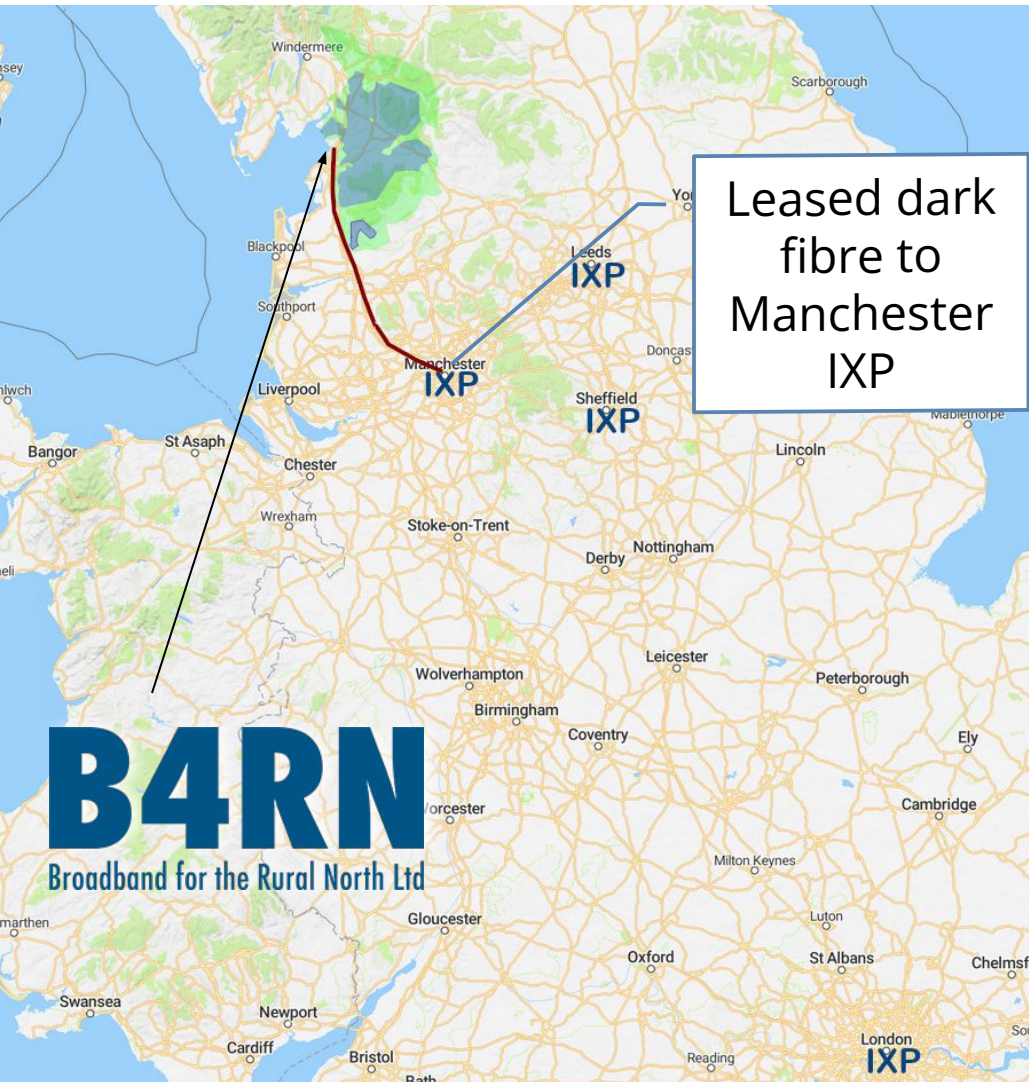 Windermere
Scarborough
Leased dark
fibre to
Manchester
IXP
Blackpool
Leeds
IXP
Southport
Manchester
IXP
Liverpool
Sheffield
IXP
Mablethorpe
St Asaph
Bangor
Lincoln
Chester
Wrexham
Stoke-on-Trent
Nottingham
Derby
Leicester
Wolverhampton
Peterborough
Birmingham
Coventry
Ely
B4RN
Broadband for the Rural North Ltd
Cambridge
Milton Keynes
Gloucester
Luton
Oxford
St Albans
Swansea
Newport
London
IXP
Cardiff
Bristol
Reading
Bath